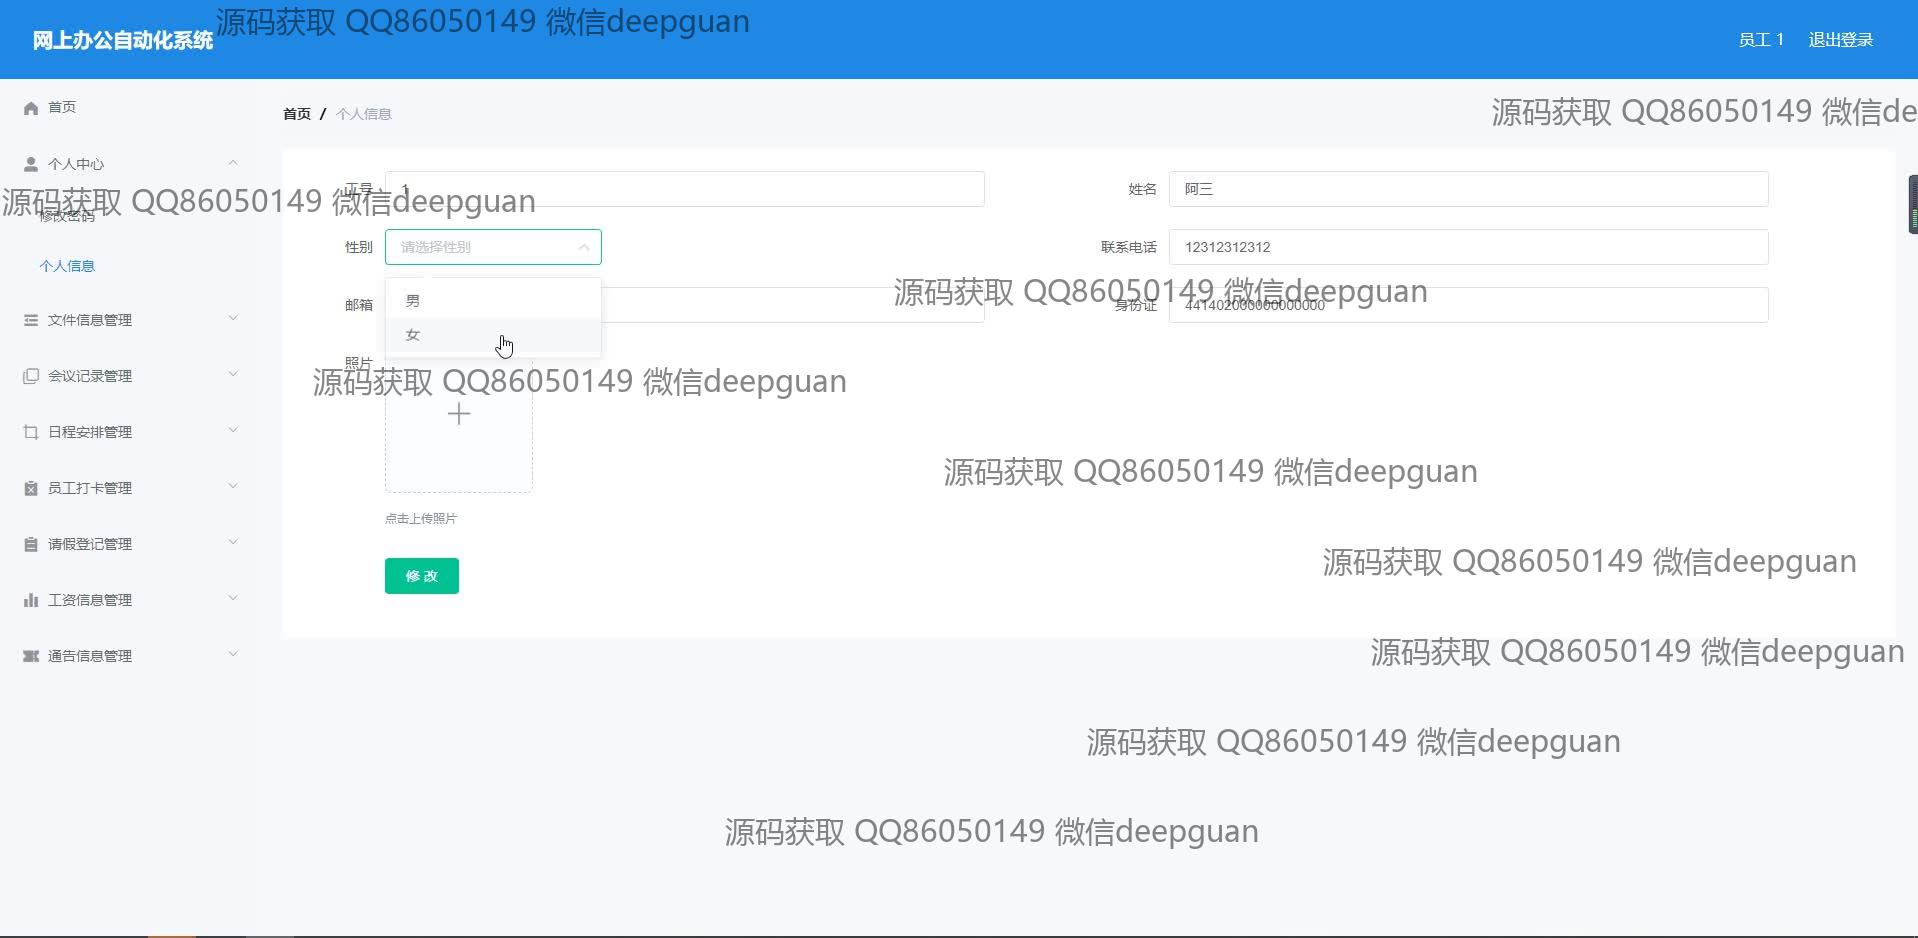 源码获取 QQ86050149 微信deepguan
网上办公自动化系统
员工 1 退出登录
首页
首页 / 个人信息
源码获取 QQ86050149 微信de
个人中心
工号 1
姓名 阿三
源码获取 QQ86050149 微信deepguan
修改密码
性别 请选择性别
联系电话 12312312312
个人信息
源码获取 QQ86050149 微信deepguan
男
邮箱
身份证 441402000000000000
文件信息管理
女
照片
会议记录管理
源码获取 QQ86050149 微信deepguan
日程安排管理
源码获取 QQ86050149 微信deepguan
员工打卡管理
点击上传照片
请假登记管理
源码获取 QQ86050149 微信deepguan
修改
工资信息管理
通告信息管理
源码获取 QQ86050149 微信deepguan
源码获取 QQ86050149 微信deepguan
源码获取 QQ86050149 微信deepguan